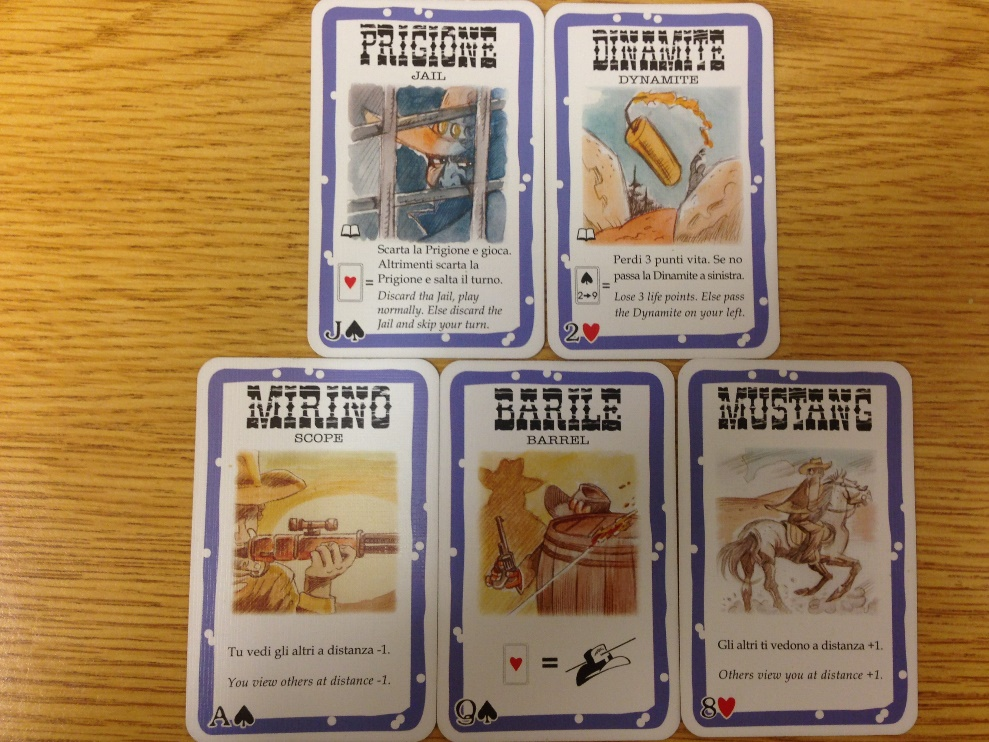 PRIGIONE
JAIL
Scarta la Prigione e gioca.
Altrimenti scarta la
Prigione e salta il turno.
=
Discard tha Jail, play
normally. Else discard the
Jail and skip your turn.
J♠
DINAMITE
DYNAMITE
Perdi 3 punti vita. Se no
passa la Dinamite a sinistra.
2➔9
=
Lose 3 life points. Else pass
the Dynamite on your left.
2♥
MIRINO
SCOPE
Tu vedi gli altri a distanza -1.
You view others at distance -1.
A♠
BARILE
BARREL
=
Q♠
MUSTANG
Gli altri ti vedono a distanza +1.
Others view you at distance +1.
8♥